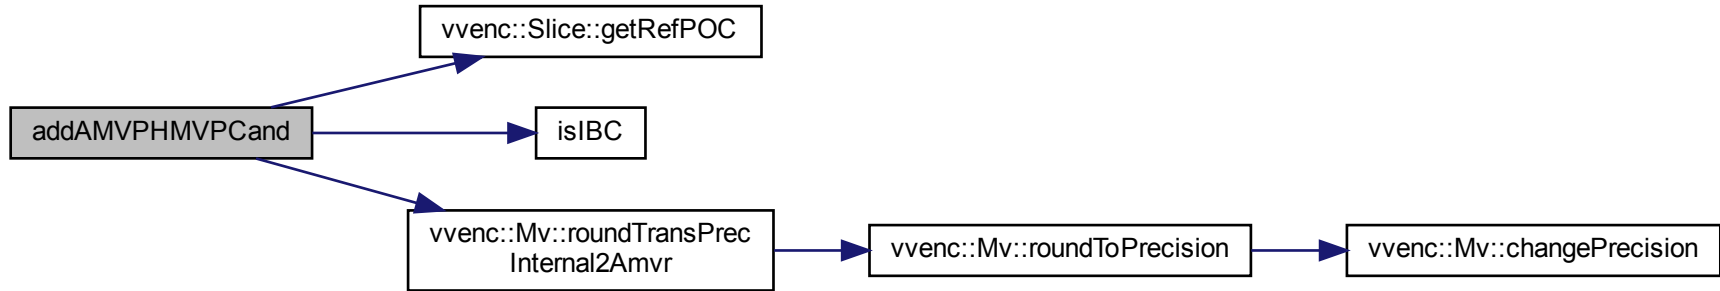 vvenc::Slice::getRefPOC
addAMVPHMVPCand
isIBC
vvenc::Mv::roundTransPrec
Internal2Amvr
vvenc::Mv::roundToPrecision
vvenc::Mv::changePrecision